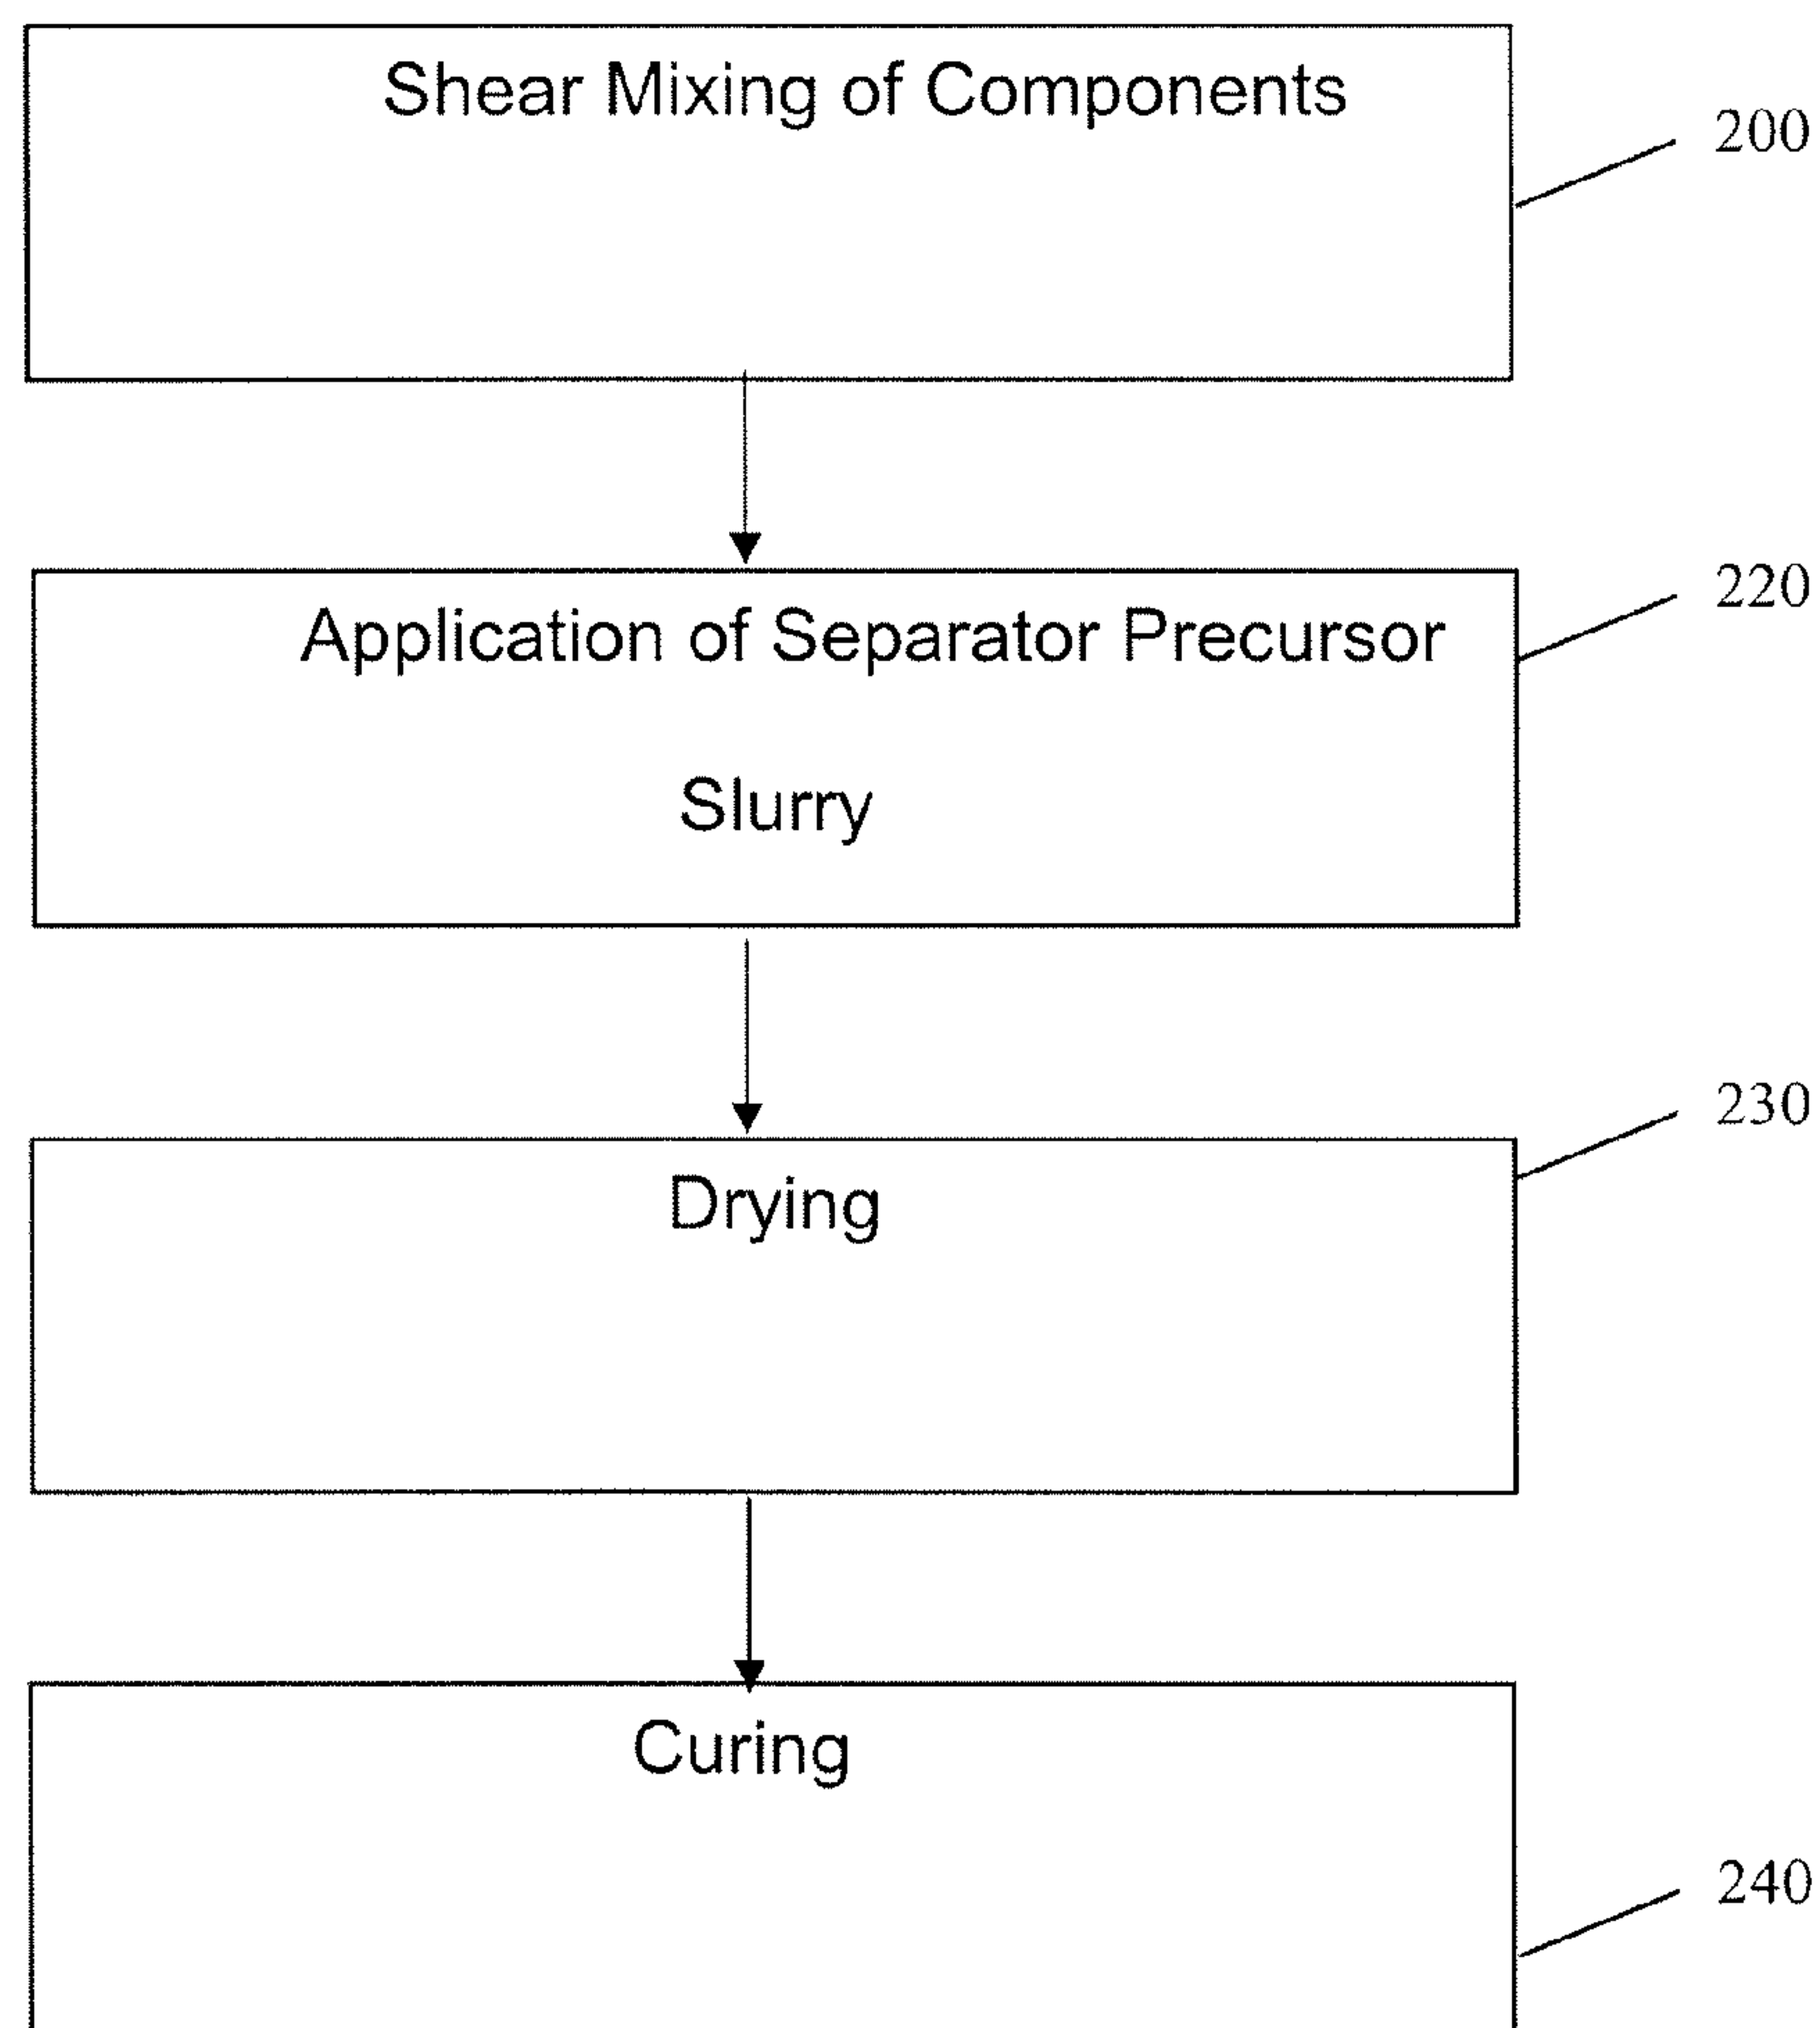 Shear Mixing of Components
200
Application of Separator Precursor
Slurry
220
Drying
230
Curing
240